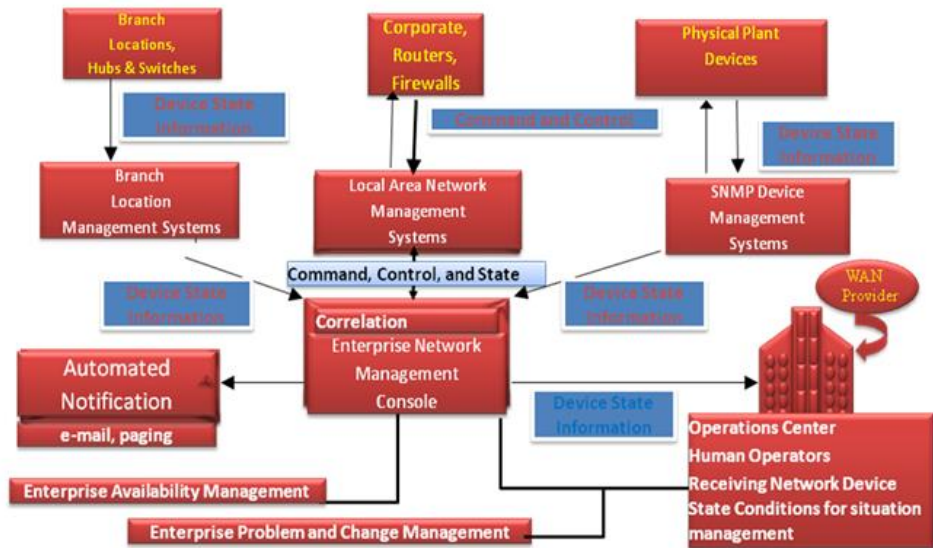 Branch
Locations,
Hubs & Switches
Corporate,
Routers,
Firewalls
Physical Plant
Devices
Device State
Information
Command and Control
Device State
Information
Branch
Location
Management Systems
Local Area Network
Management
Systems
SNMP Device
Management
Systems
Command, Control, and State
Device State
Information
Device State
Information
WAN
Provider
Correlation
Enterprise Network
Management
Console
Automated
Notification
e-mail, paging
Device State
Information
Operations Center
Human Operators
Receiving Network Device
State Conditions for situation
management
Enterprise Availability Management
Enterprise Problem and Change Management